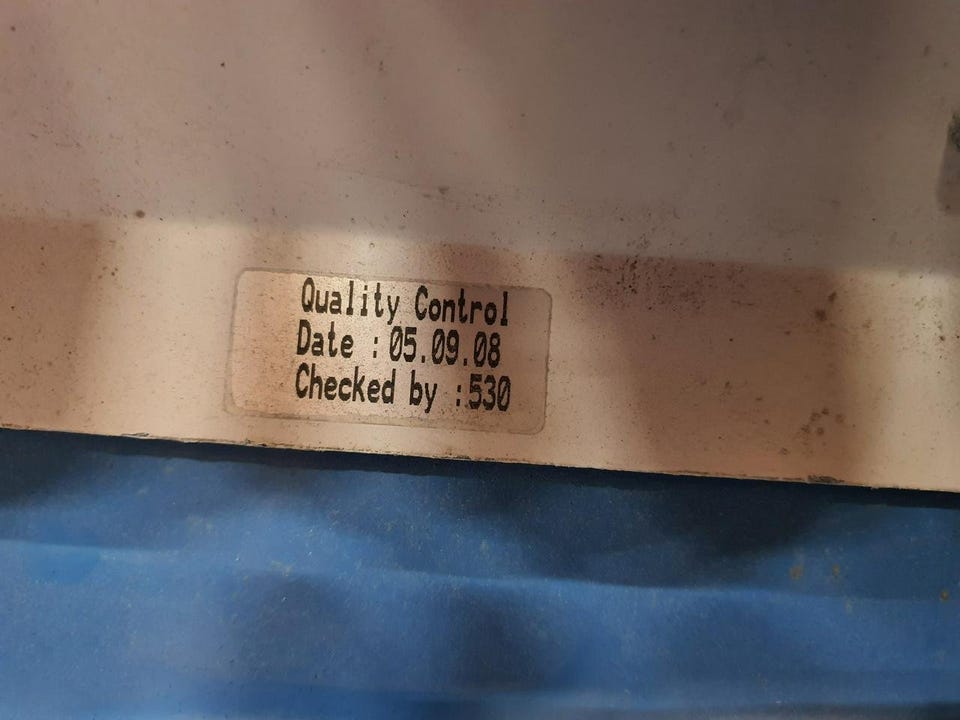 Quality Control
Date : 05.09.08
Checked by : 530